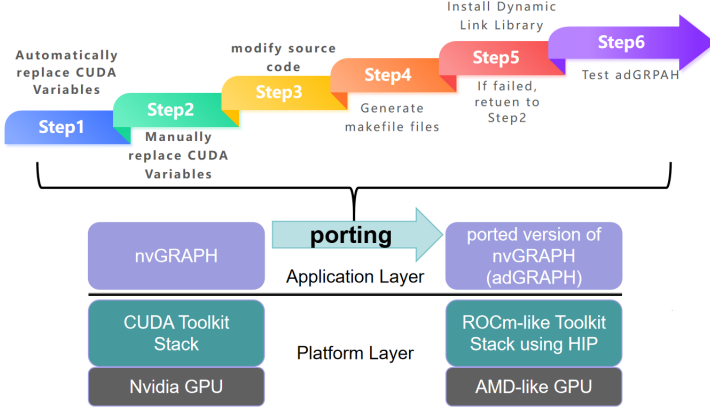 Automatically
replace CUDA
Variables
Step1
Step2
Manually
replace CUDA
Variables
modify source
code
Step3
Step4
Generate
makefile files
Install Dynamic
Link Library
Step5
If failed,
retuen to
Step2
Step6
Test adGRPAH
nvGRAPH
porting
Application Layer
ported version of
nvGRAPH
(adGRAPH)
CUDA Toolkit
Stack
Platform Layer
ROCm-like Toolkit
Stack using HIP
Nvidia GPU
AMD-like GPU